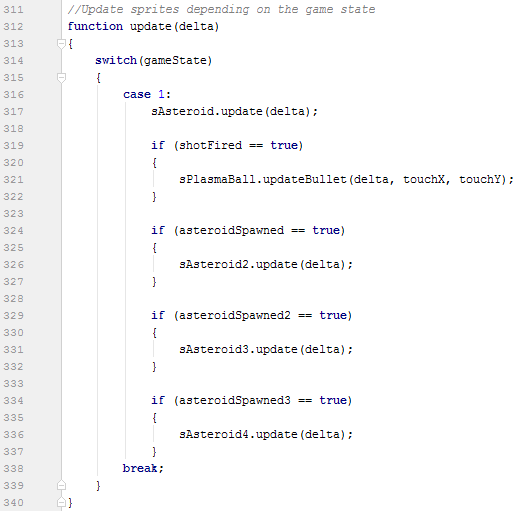 311 //Update sprites depending on the game state
312 function update(delta)
313 {
314 switch(gameState)
315 {
316 case 1:
317 sAsteroid.update(delta);
318
319 if (shotFired == true)
320 {
321 sPlasmaBall.updateBullet(delta, touchX, touchY);
322 }
323
324 if (asteroidSpawned == true)
325 {
326 sAsteroid2.update(delta);
327 }
328
329 if (asteroidSpawned2 == true)
330 {
331 sAsteroid3.update(delta);
332 }
333
334 if (asteroidSpawned3 == true)
335 {
336 sAsteroid4.update(delta);
337 }
338 break;
339 }
340 }